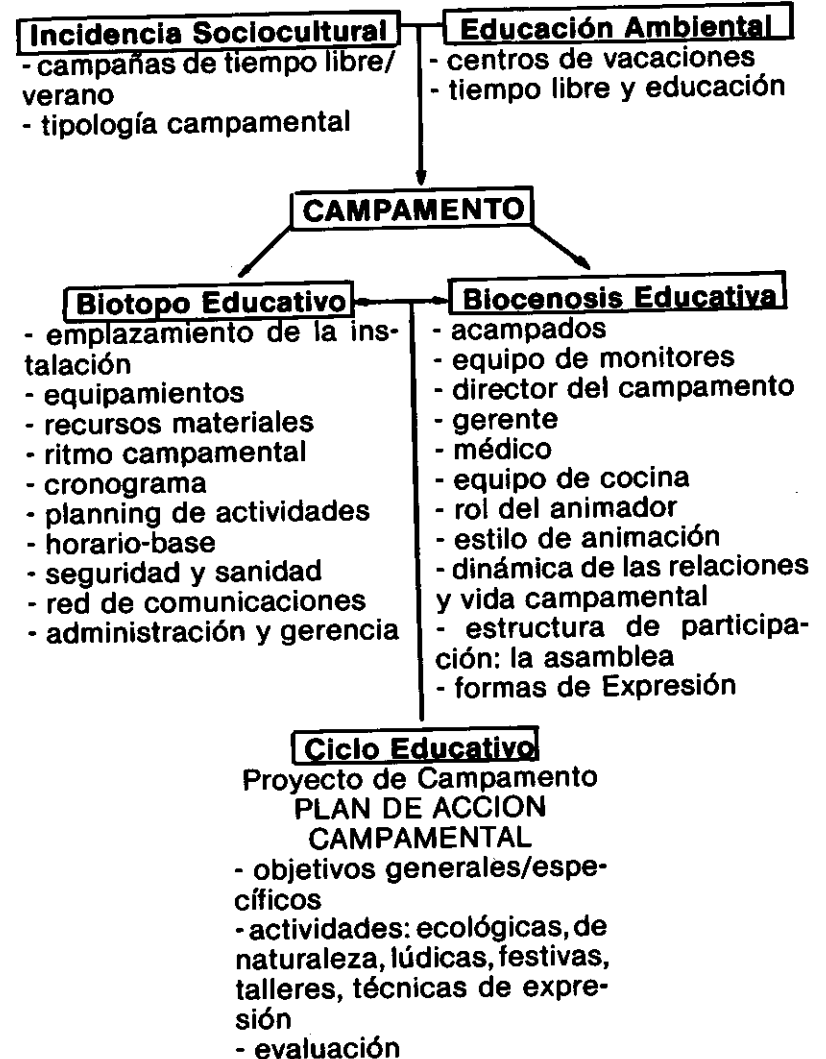 Incidencia Sociocultural
- campañas de tiempo libre/
verano
- tipología campamental
Educación Ambiental
- centros de vacaciones
- tiempo libre y educación
CAMPAMENTO
Biotopo Educativo
- emplazamiento de la ins-
talación
- equipamientos
- recursos materiales
- ritmo campamental
- cronograma
- planning de actividades
- horario-base
- seguridad y sanidad
- red de comunicaciones
- administración y gerencia
Biocenosis Educativa
- acampados
- equipo de monitores
- director del campamento
- gerente
- médico
- equipo de cocina
- rol del animador
- estilo de animación
- dinámica de las relaciones
y vida campamental
- estructura de participa-
ción: la asamblea
- formas de Expresión
Ciclo Educativo
Proyecto de Campamento
PLAN DE ACCION
CAMPAMENTAL
- objetivos generales/espe-
cíficos
- actividades: ecológicas, de
naturaleza, lúdicas, festivas,
talleres, técnicas de expre-
sión
- evaluación